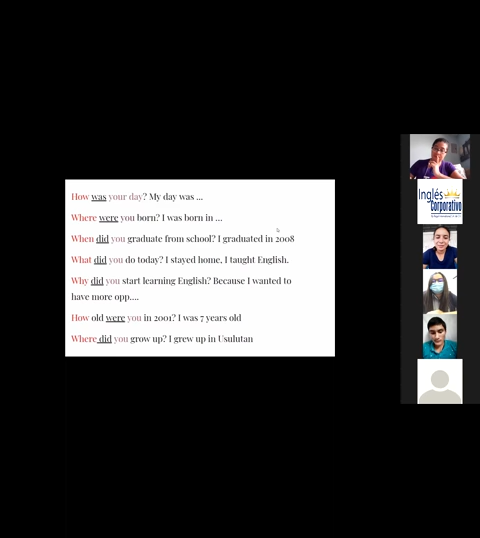 How was your day? My day was ...
Where were you born? I was born in ...
When did you graduate from school? I graduated in 2008
What did you do today? I stayed home, I taught English.
Why did you start learning English? Because I wanted to
have more opp....
How old were you in 2001? I was 7 years old
Where did you grow up? I grew up in Usulutan
Inglés
Corporativo